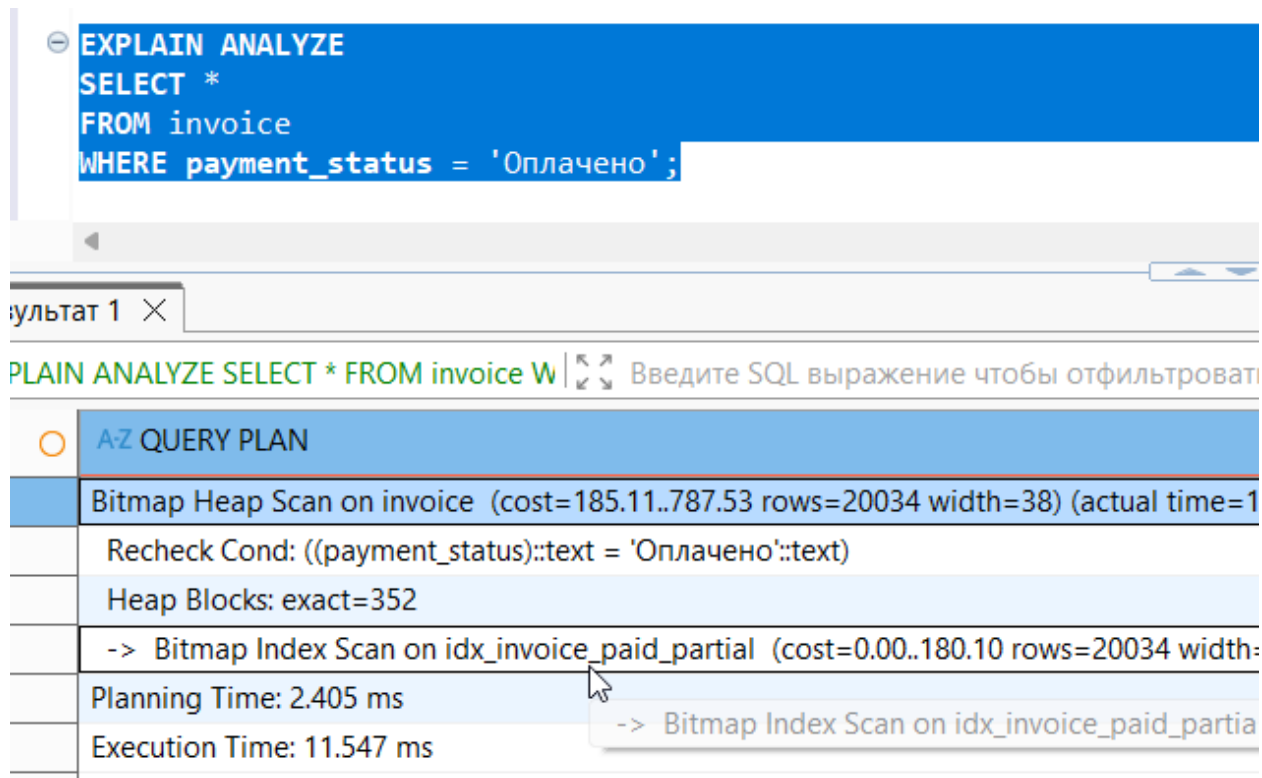 EXPLAIN ANALYZE
SELECT *
FROM invoice
WHERE payment_status = 'Оплачено';
зультат 1
PLAIN ANALYZE SELECT * FROM invoice W Введите SQL выражение чтобы отфильтроват
A-Z QUERY PLAN
Bitmap Heap Scan on invoice (cost=185.11..787.53 rows=20034 width=38) (actual time=1
Recheck Cond: ((payment_status)::text = 'Оплачено'::text)
Heap Blocks: exact=352
-> Bitmap Index Scan on idx_invoice_paid_partial (cost=0.00..180.10 rows=20034 width=
Planning Time: 2.405 ms
-> Bitmap Index Scan on idx_invoice_paid_partia
Execution Time: 11.547 ms